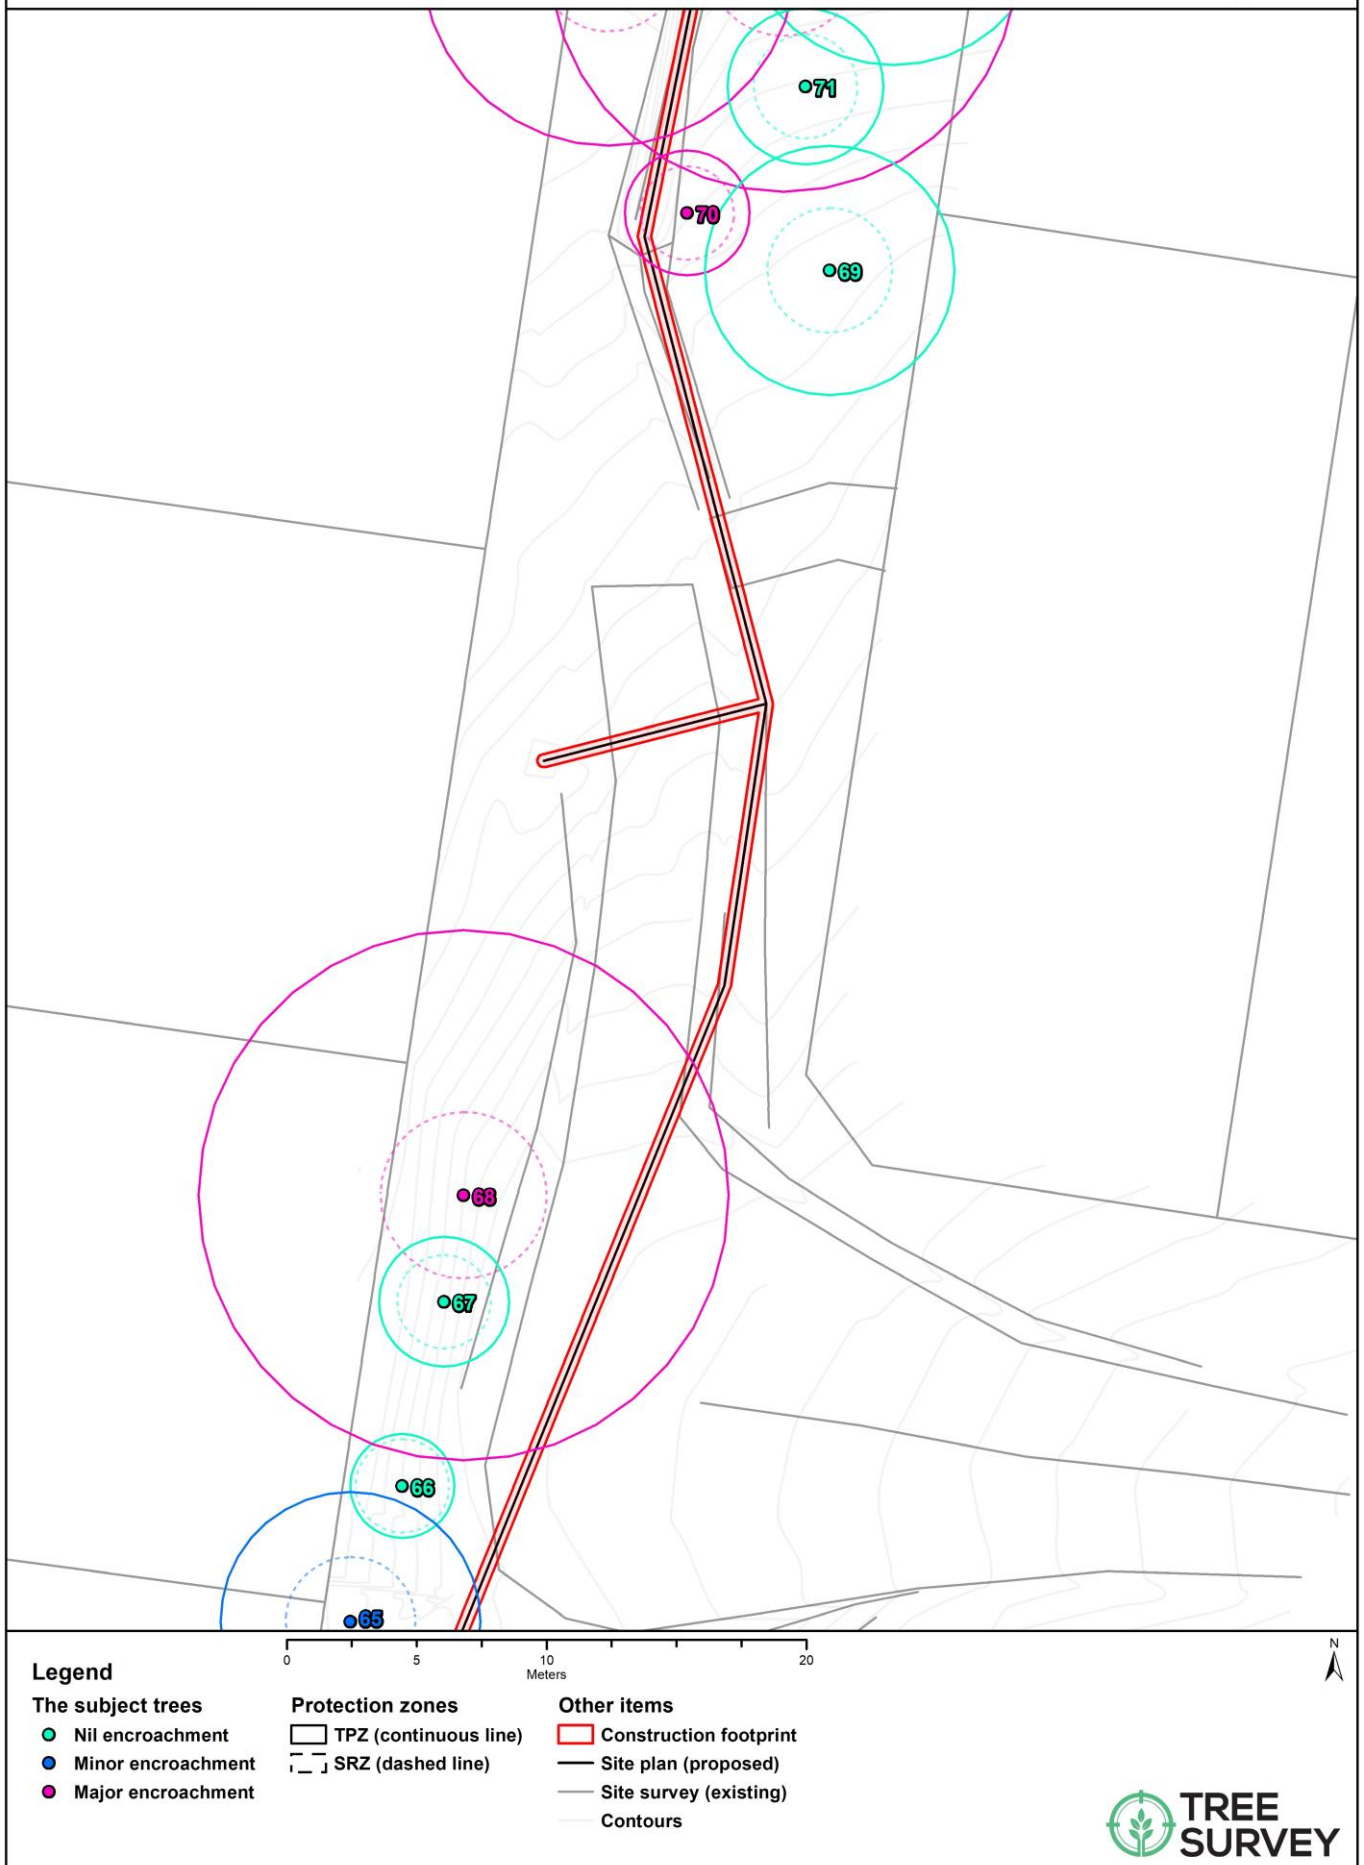 71
70
69
68
67
66
65
0 5 10 20
Meters
N
Legend
The subject trees
Nil encroachment
Minor encroachment
Major encroachment
Protection zones
TPZ (continuous line)
SRZ (dashed line)
Other items
Construction footprint
Site plan (proposed)
Site survey (existing)
Contours
TREE
SURVEY